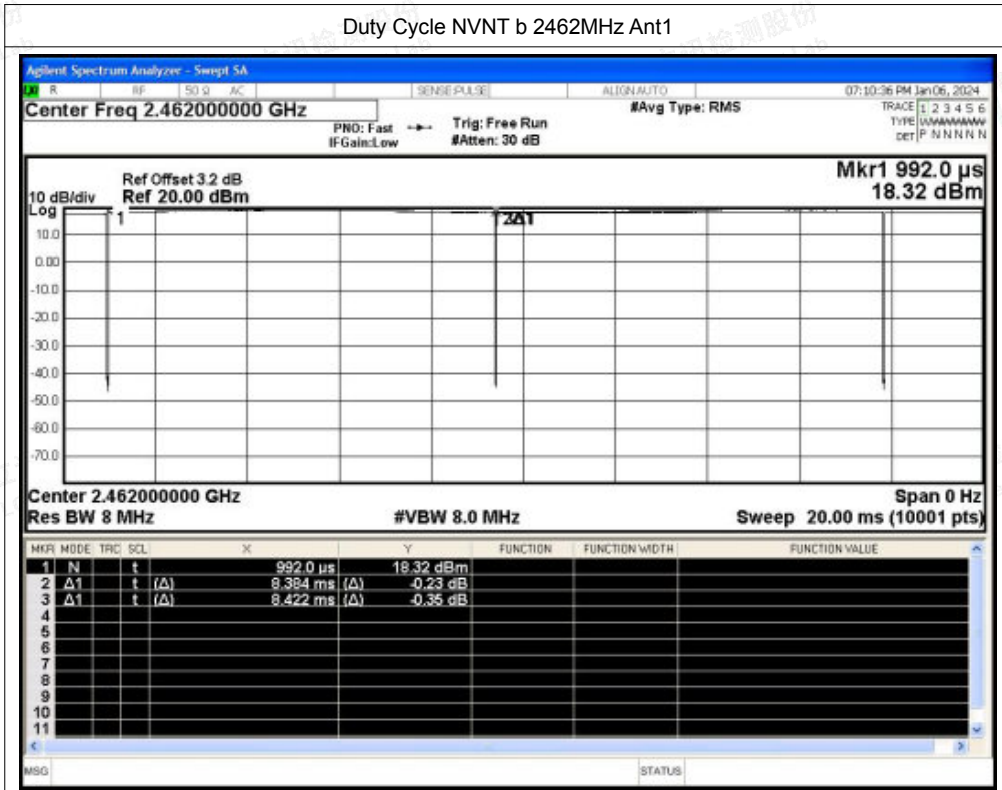 Duty Cycle NVNT b 2462MHz Ant1
Agilent Spectrum Analyzer - Swept SA
R RF 50 Ω AC SENSE:PULSE ALIGN AUTO 07:10:36 PM Jan 06, 2024
Center Freq 2.462000000 GHz #Avg Type: RMS TRACE 1 2 3 4 5 6
PNO: Fast Trig: Free Run TYPE
IFGain:Low #Atten: 30 dB DET P N N N N N
Mkr1 992.0 µs
Ref Offset 3.2 dB
10 dB/div Ref 20.00 dBm 18.32 dBm
Log
1
10.0
0.00
-10.0
-20.0
-30.0
-40.0
-50.0
-60.0
-70.0
Center 2.462000000 GHz Span 0 Hz
Res BW 8 MHz #VBW 8.0 MHz Sweep 20.00 ms (10001 pts)
MKR MODE TRC SCL X Y FUNCTION FUNCTION WIDTH FUNCTION VALUE
1 N t 992.0 µs 18.32 dBm
2 Δ1 t (Δ) 8.384 ms (Δ) -0.23 dB
3 Δ1 t (Δ) 8.422 ms (Δ) -0.35 dB
4
5
6
7
8
9
10
11
MSG STATUS